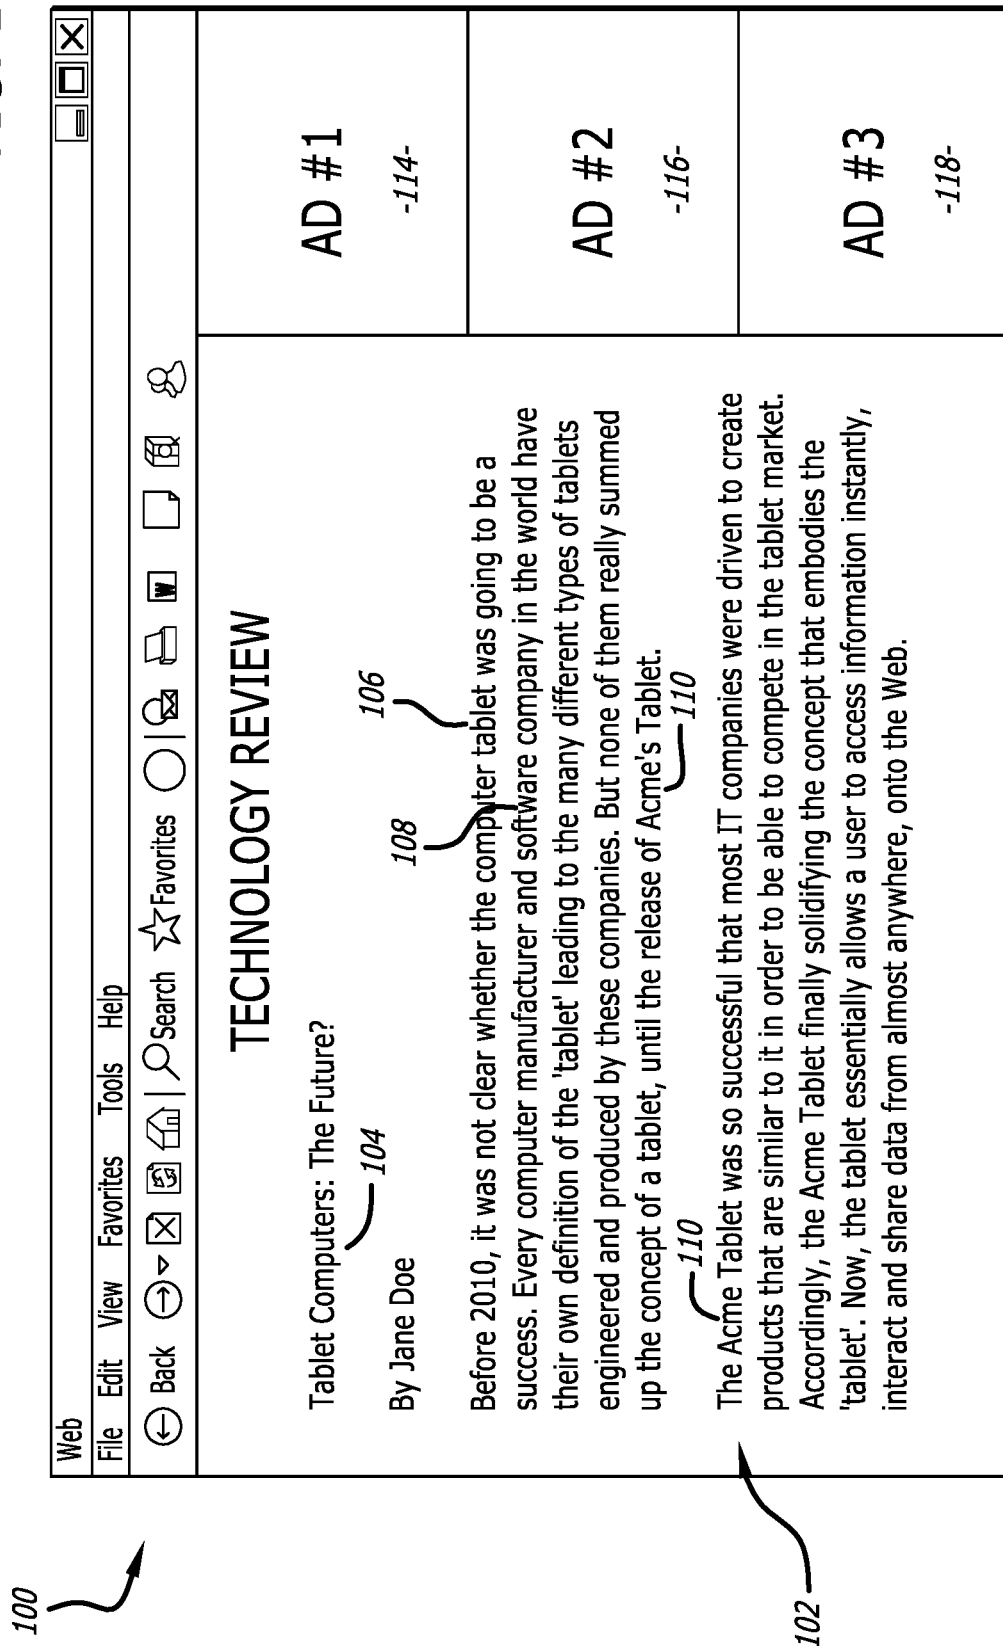 100
Web
File Edit View Favorites Tools Help
Back Search Favorites W
TECHNOLOGY REVIEW
Tablet Computers: The Future?
104
By Jane Doe
106
108
Before 2010, it was not clear whether the computer tablet was going to be a
success. Every computer manufacturer and software company in the world have
their own definition of the 'tablet' leading to the many different types of tablets
engineered and produced by these companies. But none of them really summed
up the concept of a tablet, until the release of Acme's Tablet.
110
110
The Acme Tablet was so successful that most IT companies were driven to create
products that are similar to it in order to be able to compete in the tablet market.
Accordingly, the Acme Tablet finally solidifying the concept that embodies the
'tablet'. Now, the tablet essentially allows a user to access information instantly,
interact and share data from almost anywhere, onto the Web.
102
AD #1
-114-
AD #2
-116-
AD #3
-118-